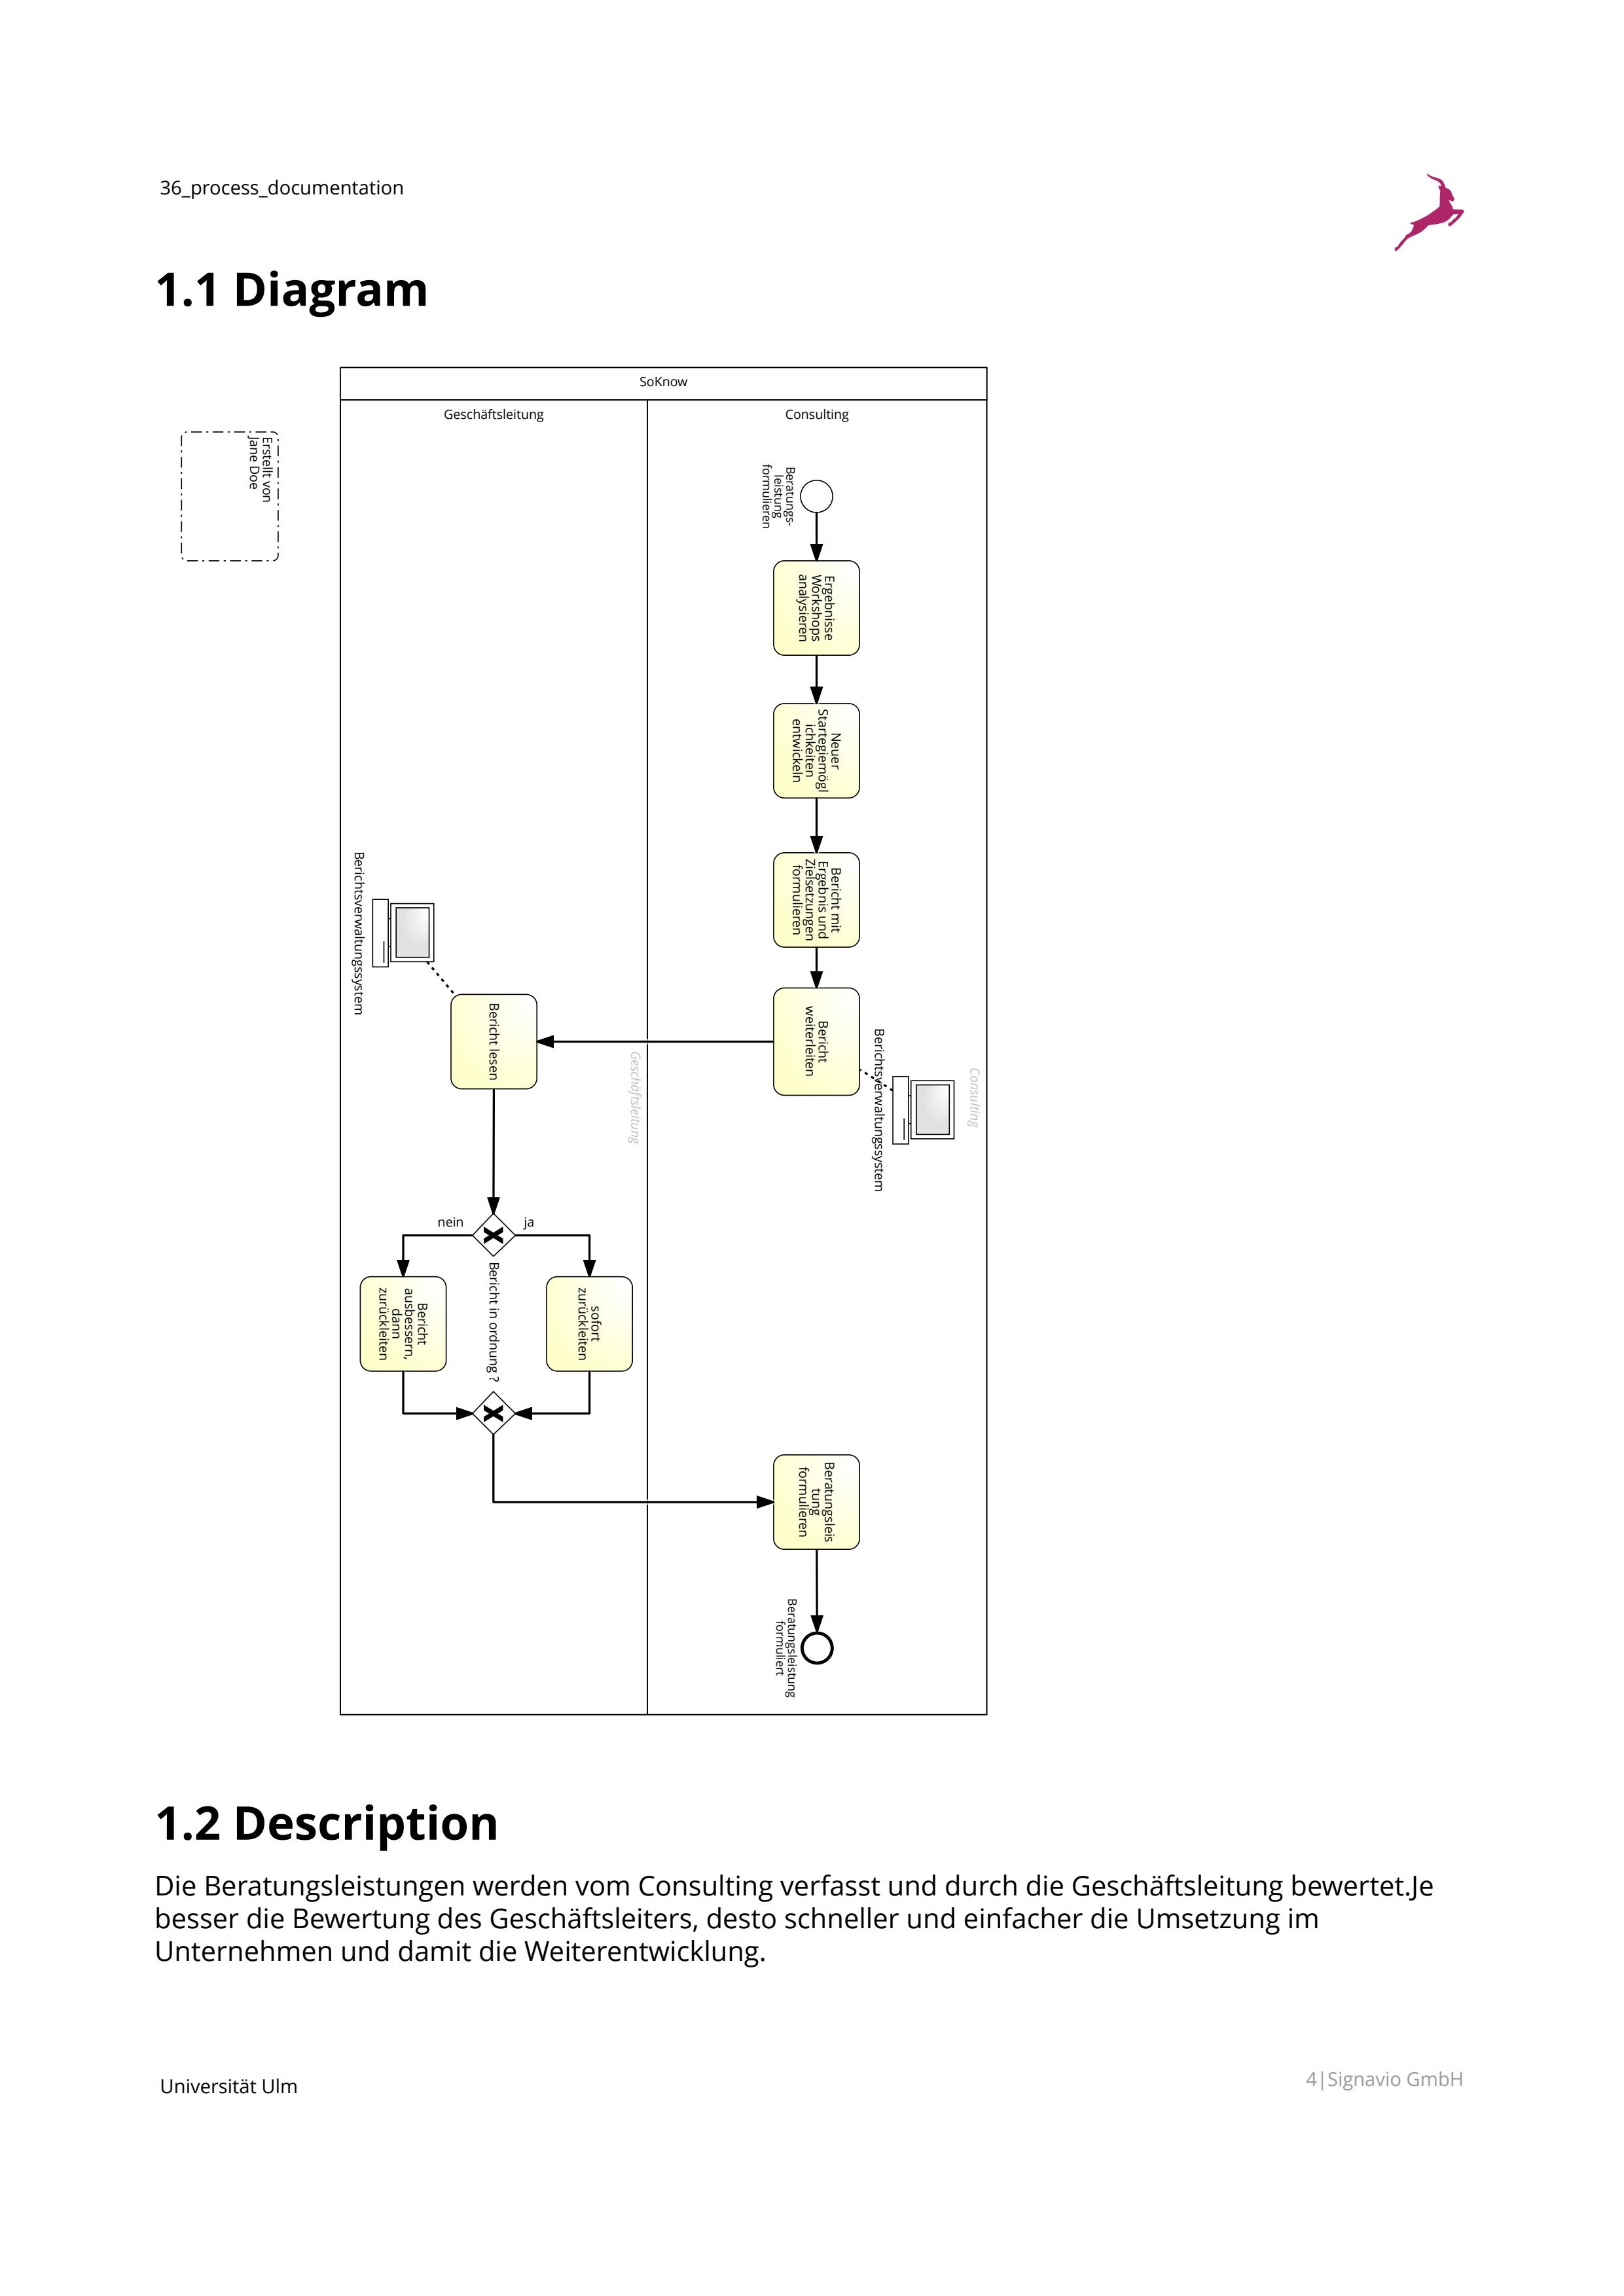 36_process_documentation
1.1 Diagram
SoKnow
Geschäftsleitung
Consulting
Erstellt von
Jane Doe
Beratungs-
leistung
formulieren
Ergebnisse
Workshops
analysieren
Neuer
Startegiemögl
ichkeiten
entwickeln
Bericht mit
Ergebnis und
Zielsetzungen
formulieren
Bericht
weiterleiten
Berichtsverwaltungssystem
Consulting
Berichtsverwaltungssystem
Bericht lesen
Geschäftsleitung
nein
ja
Bericht in ordnung ?
Bericht
ausbessern,
dann
zurückleiten
sofort
zurückleiten
Beratungsleis
tung
formulieren
Beratungsleistung
formuliert
1.2 Description
Die Beratungsleistungen werden vom Consulting verfasst und durch die Geschäftsleitung bewertet.Je
besser die Bewertung des Geschäftsleiters, desto schneller und einfacher die Umsetzung im
Unternehmen und damit die Weiterentwicklung.
Universität Ulm
4|Signavio GmbH